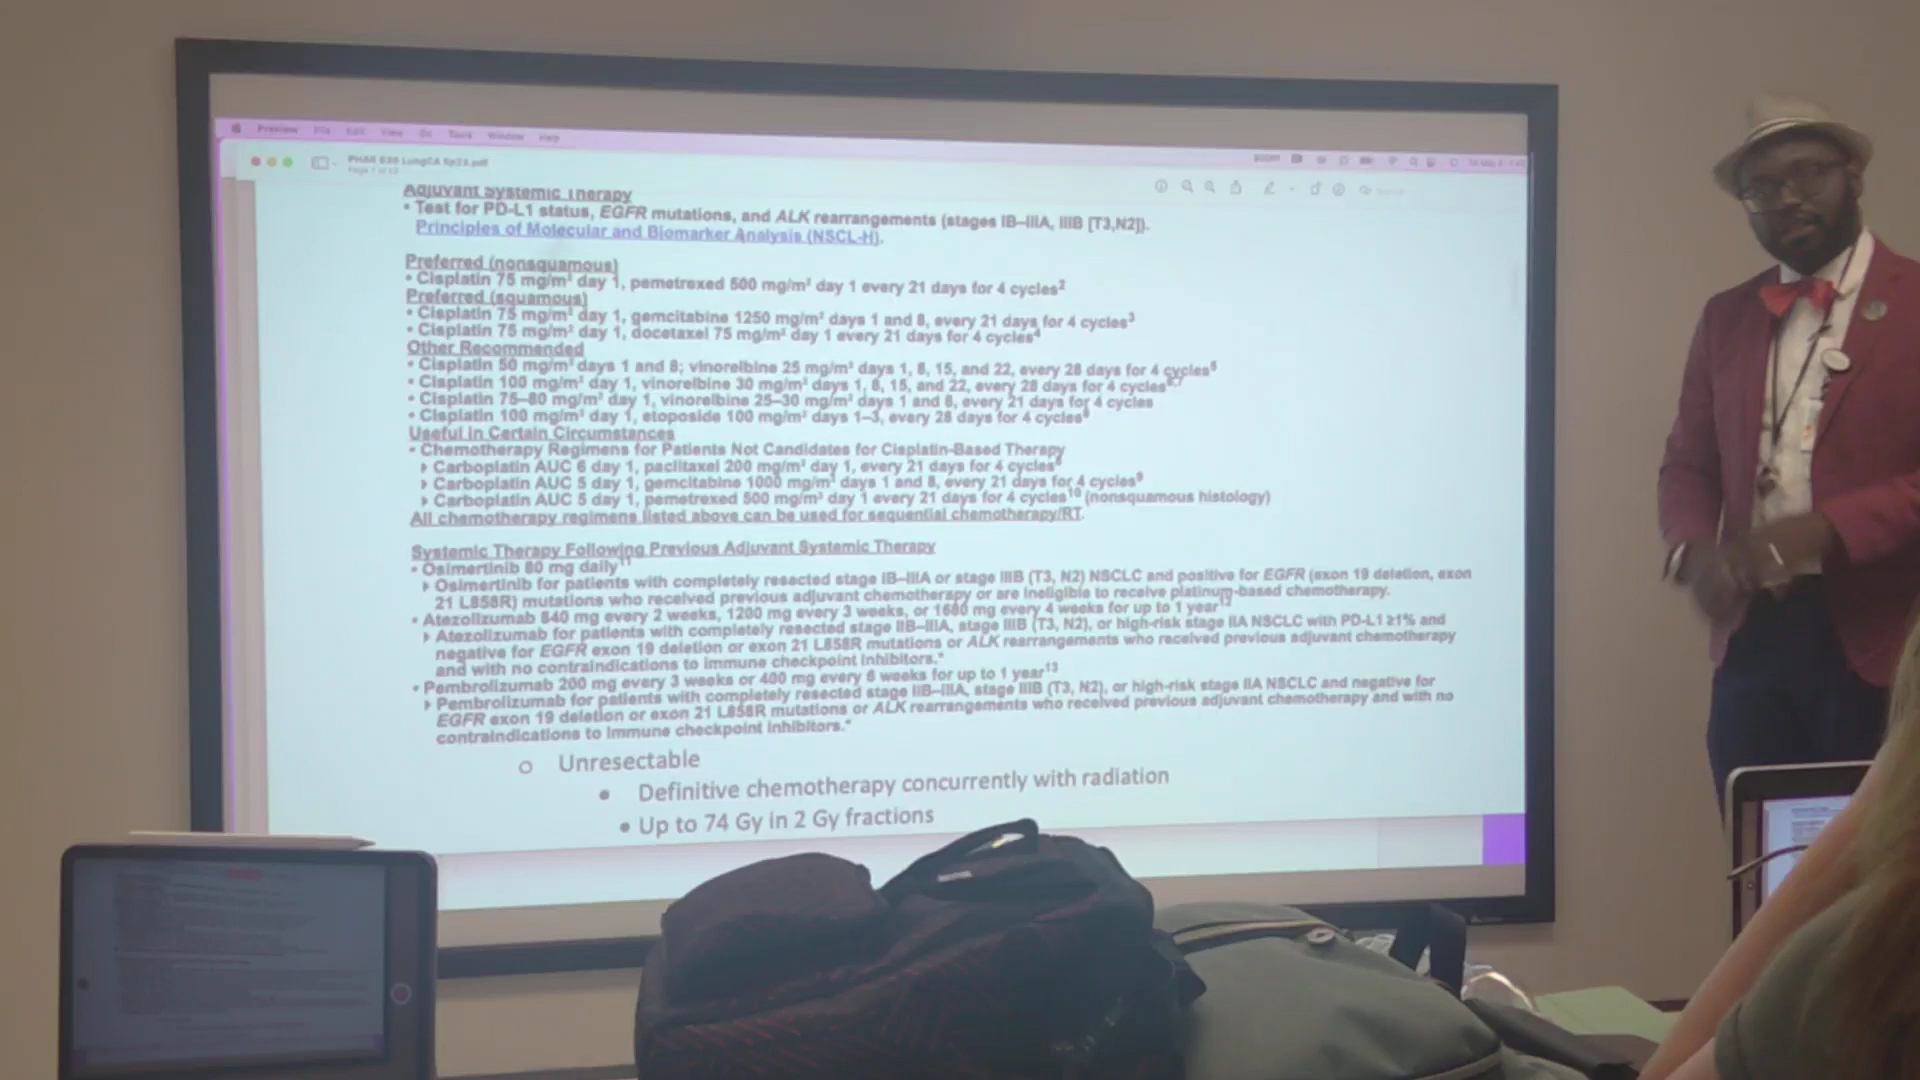 Preview File Edit View Go Tools Window Help
PHAR 636 LungCA Sp23.pdf
Adjuvant Systemic Therapy
• Test for PD-L1 status, EGFR mutations, and ALK rearrangements (stages IB–IIIA, IIIB [T3,N2]).
Principles of Molecular and Biomarker Analysis (NSCL-H).
Preferred (nonsquamous)
• Cisplatin 75 mg/m² day 1, pemetrexed 500 mg/m² day 1 every 21 days for 4 cycles²
Preferred (squamous)
• Cisplatin 75 mg/m² day 1, gemcitabine 1250 mg/m² days 1 and 8, every 21 days for 4 cycles³
• Cisplatin 75 mg/m² day 1, docetaxel 75 mg/m² day 1 every 21 days for 4 cycles⁴
Other Recommended
• Cisplatin 50 mg/m² days 1 and 8; vinorelbine 25 mg/m² days 1, 8, 15, and 22, every 28 days for 4 cycles⁵
• Cisplatin 100 mg/m² day 1, vinorelbine 30 mg/m² days 1, 8, 15, and 22, every 28 days for 4 cycles
• Cisplatin 75–80 mg/m² day 1, vinorelbine 25–30 mg/m² days 1 and 8, every 21 days for 4 cycles
• Cisplatin 100 mg/m² day 1, etoposide 100 mg/m² days 1–3, every 28 days for 4 cycles
Useful in Certain Circumstances
• Chemotherapy Regimens for Patients Not Candidates for Cisplatin-Based Therapy
Carboplatin AUC 6 day 1, paclitaxel 200 mg/m² day 1, every 21 days for 4 cycles
Carboplatin AUC 5 day 1, gemcitabine 1000 mg/m² days 1 and 8, every 21 days for 4 cycles⁹
Carboplatin AUC 5 day 1, pemetrexed 500 mg/m² day 1 every 21 days for 4 cycles¹⁰ (nonsquamous histology)
All chemotherapy regimens listed above can be used for sequential chemotherapy/RT.
Systemic Therapy Following Previous Adjuvant Systemic Therapy
• Osimertinib 80 mg daily¹¹
Osimertinib for patients with completely resected stage IB–IIIA or stage IIIB (T3, N2) NSCLC and positive for EGFR (exon 19 deletion, exon
21 L858R) mutations who received previous adjuvant chemotherapy or are ineligible to receive platinum-based chemotherapy.
• Atezolizumab 840 mg every 2 weeks, 1200 mg every 3 weeks, or 1680 mg every 4 weeks for up to 1 year¹²
Atezolizumab for patients with completely resected stage IIB–IIIA, stage IIIB (T3, N2), or high-risk stage IIA NSCLC with PD-L1 ≥1% and
negative for EGFR exon 19 deletion or exon 21 L858R mutations or ALK rearrangements who received previous adjuvant chemotherapy
and with no contraindications to immune checkpoint inhibitors.*
• Pembrolizumab 200 mg every 3 weeks or 400 mg every 6 weeks for up to 1 year¹³
Pembrolizumab for patients with completely resected stage IIB–IIIA, stage IIIB (T3, N2), or high-risk stage IIA NSCLC and negative for
EGFR exon 19 deletion or exon 21 L858R mutations or ALK rearrangements who received previous adjuvant chemotherapy and with no
contraindications to immune checkpoint inhibitors.*
○ Unresectable
• Definitive chemotherapy concurrently with radiation
• Up to 74 Gy in 2 Gy fractions